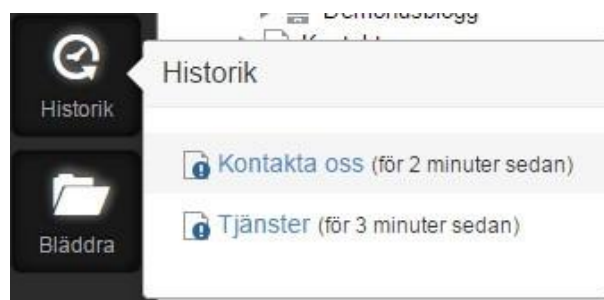 Historik
Bläddra
Historik
Kontakta oss (för 2 minuter sedan)
Tjänster (för 3 minuter sedan)